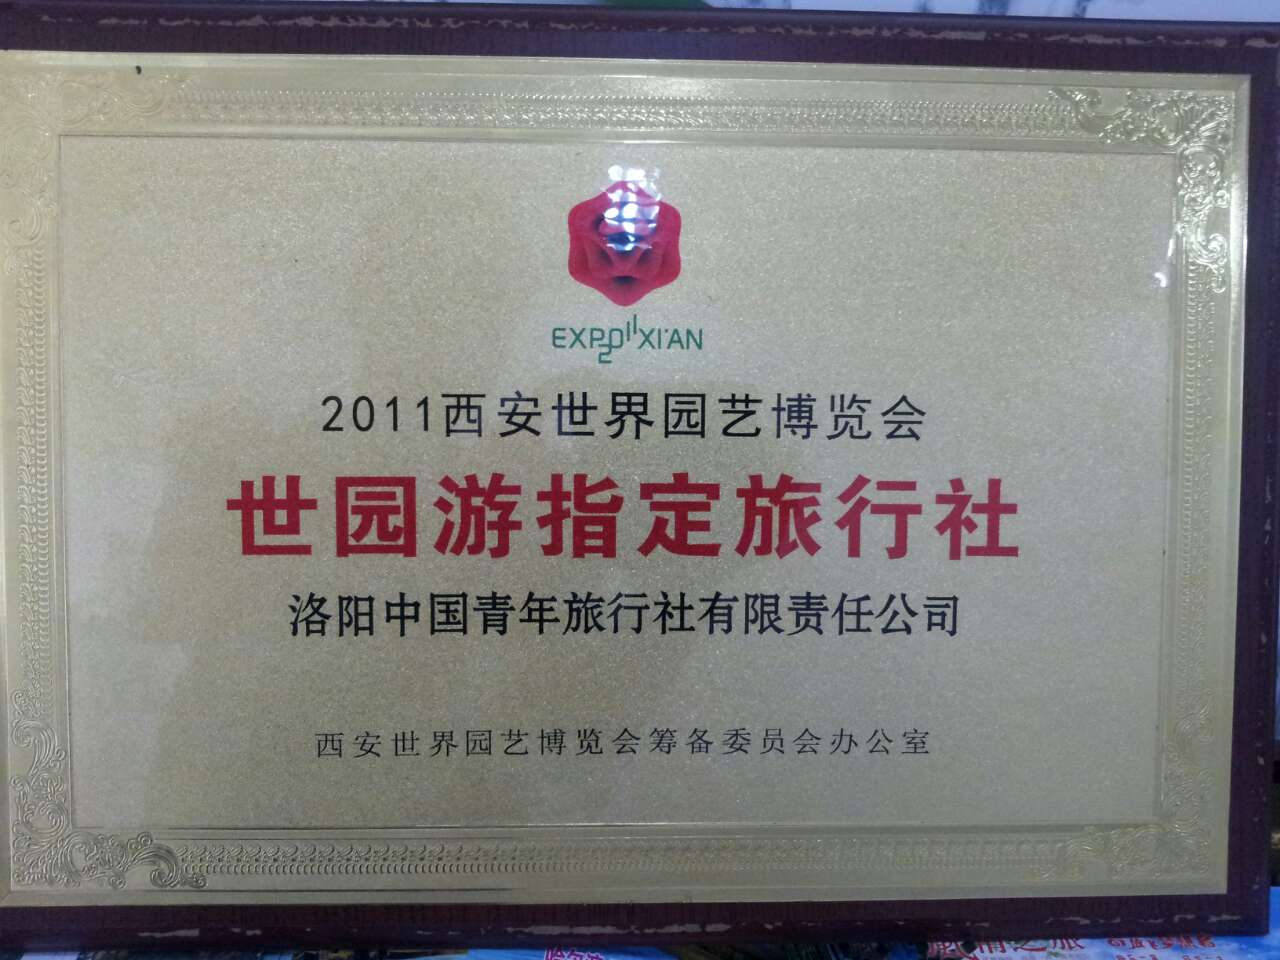 EXPO2011XI'AN
2011西安世界园艺博览会
世园游指定旅行社
洛阳中国青年旅行社有限责任公司
西安世界园艺博览会筹备委员会办公室